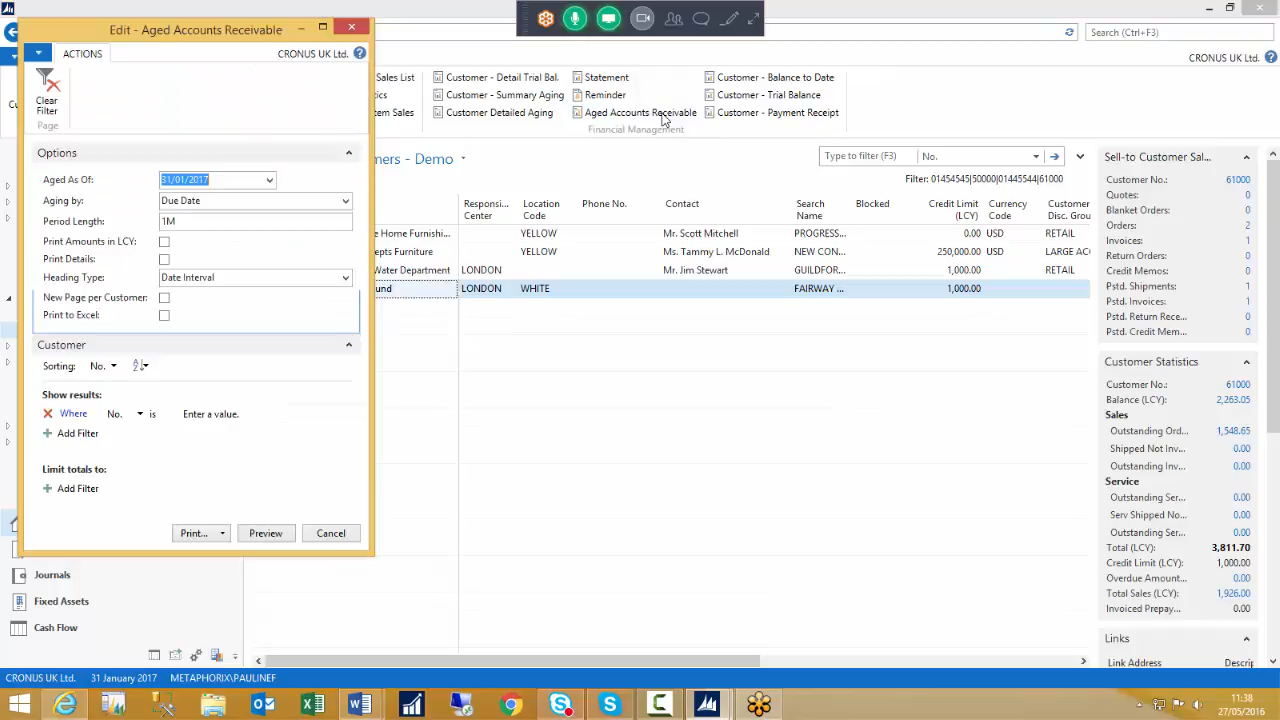 Edit - Aged Accounts Receivable
ACTIONS
CRONUS UK Ltd.
Clear
Filter
Page
Options
Aged As Of: 31/01/2017
Aging by: Due Date
Period Length: 1M
Print Amounts in LCY:
Print Details:
Heading Type: Date Interval
New Page per Customer:
Print to Excel:
Customer
Sorting: No.
Show results:
Where No. is Enter a value.
Add Filter
Limit totals to:
Add Filter
Print... Preview Cancel
Journals
Fixed Assets
Cash Flow
Search (Ctrl+F3)
CRONUS UK Ltd.
Sales List Customer - Detail Trial Bal. Statement Customer - Balance to Date
Customer - Summary Aging Reminder Customer - Trial Balance
em Sales Customer Detailed Aging Aged Accounts Receivable Customer - Payment Receipt
Financial Management
mers - Demo
Type to filter (F3) No.
Filter: 01454545|50000|01445544|61000
Responsi... Center Location Code Phone No. Contact Search Name Blocked Credit Limit (LCY) Currency Code Customer Disc. Grou
e Home Furnishi... YELLOW Mr. Scott Mitchell PROGRESS... 0.00 USD RETAIL
epts Furniture YELLOW Ms. Tammy L. McDonald NEW CON... 250,000.00 USD LARGE AC
Water Department LONDON Mr. Jim Stewart GUILDFOR... 1,000.00 RETAIL
und LONDON WHITE FAIRWAY ... 1,000.00
Sell-to Customer Sal...
Customer No.: 61000
Quotes: 0
Blanket Orders: 0
Orders: 2
Invoices: 1
Return Orders: 0
Credit Memos: 0
Pstd. Shipments: 1
Pstd. Invoices: 1
Pstd. Return Rece... 0
Pstd. Credit Mem... 0
Customer Statistics
Customer No.: 61000
Balance (LCY): 2,263.05
Sales
Outstanding Ord... 1,548.65
Shipped Not Inv... 0.00
Outstanding Inv... 0.00
Service
Outstanding Ser... 0.00
Serv Shipped No... 0.00
Outstanding Ser... 0.00
Total (LCY): 3,811.70
Credit Limit (LCY): 1,000.00
Overdue Amount... 0.00
Total Sales (LCY): 1,926.00
Invoiced Prepay... 0.00
Links
Link Address Descrip
CRONUS UK Ltd. 31 January 2017 METAPHORIX\PAULINEF
11:38
27/05/2016